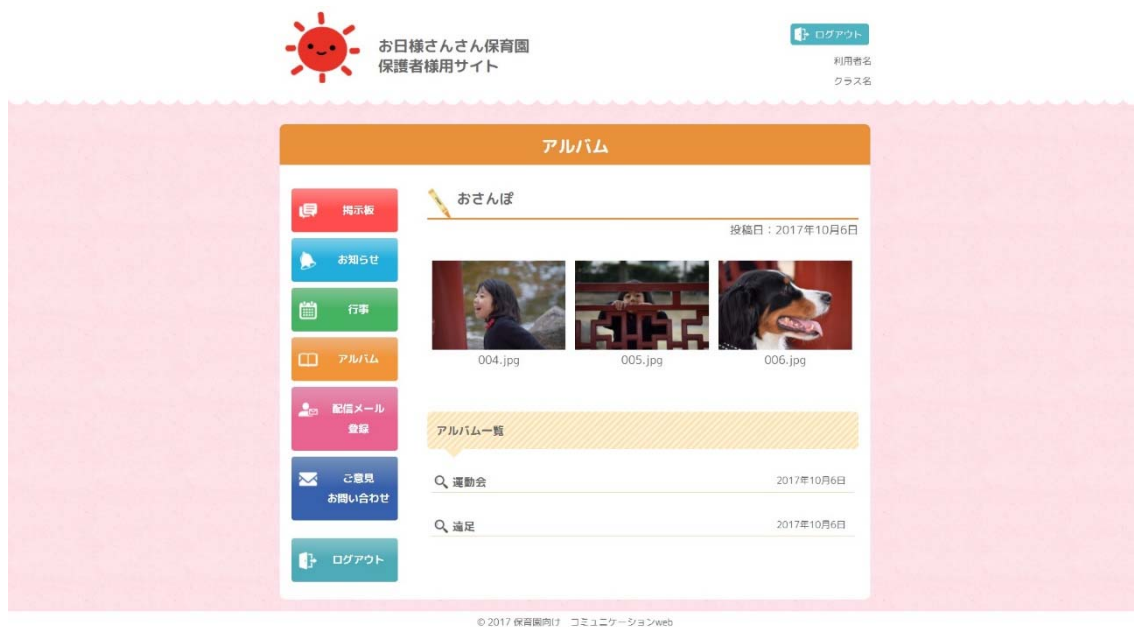 お日様さんさん保育園
保護者様用サイト
ログアウト
利用者名
クラス名
アルバム
掲示板
お知らせ
行事
アルバム
配信メール
登録
ご意見
お問い合わせ
ログアウト
おさんぽ
投稿日：2017年10月6日
004.jpg
005.jpg
006.jpg
アルバム一覧
運動会
2017年10月6日
遠足
2017年10月6日
© 2017 保育園向け　コミュニケーションweb